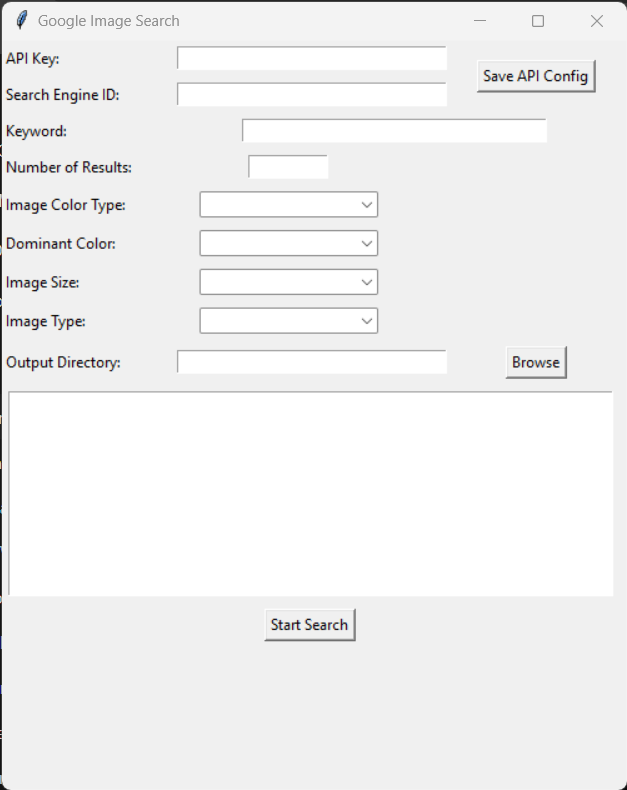 Google Image Search
API Key:
Save API Config
Search Engine ID:
Keyword:
Number of Results:
Image Color Type:
Dominant Color:
Image Size:
Image Type:
Output Directory:
Browse
Start Search